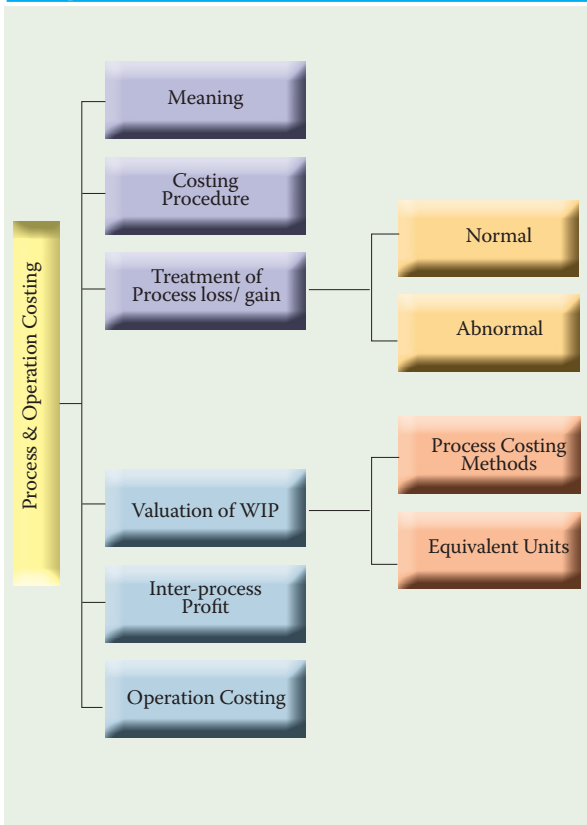 Process & Operation Costing
Meaning
Costing
Procedure
Treatment of
Process loss/ gain
Normal
Abnormal
Valuation of WIP
Process Costing
Methods
Equivalent Units
Inter-process
Profit
Operation Costing